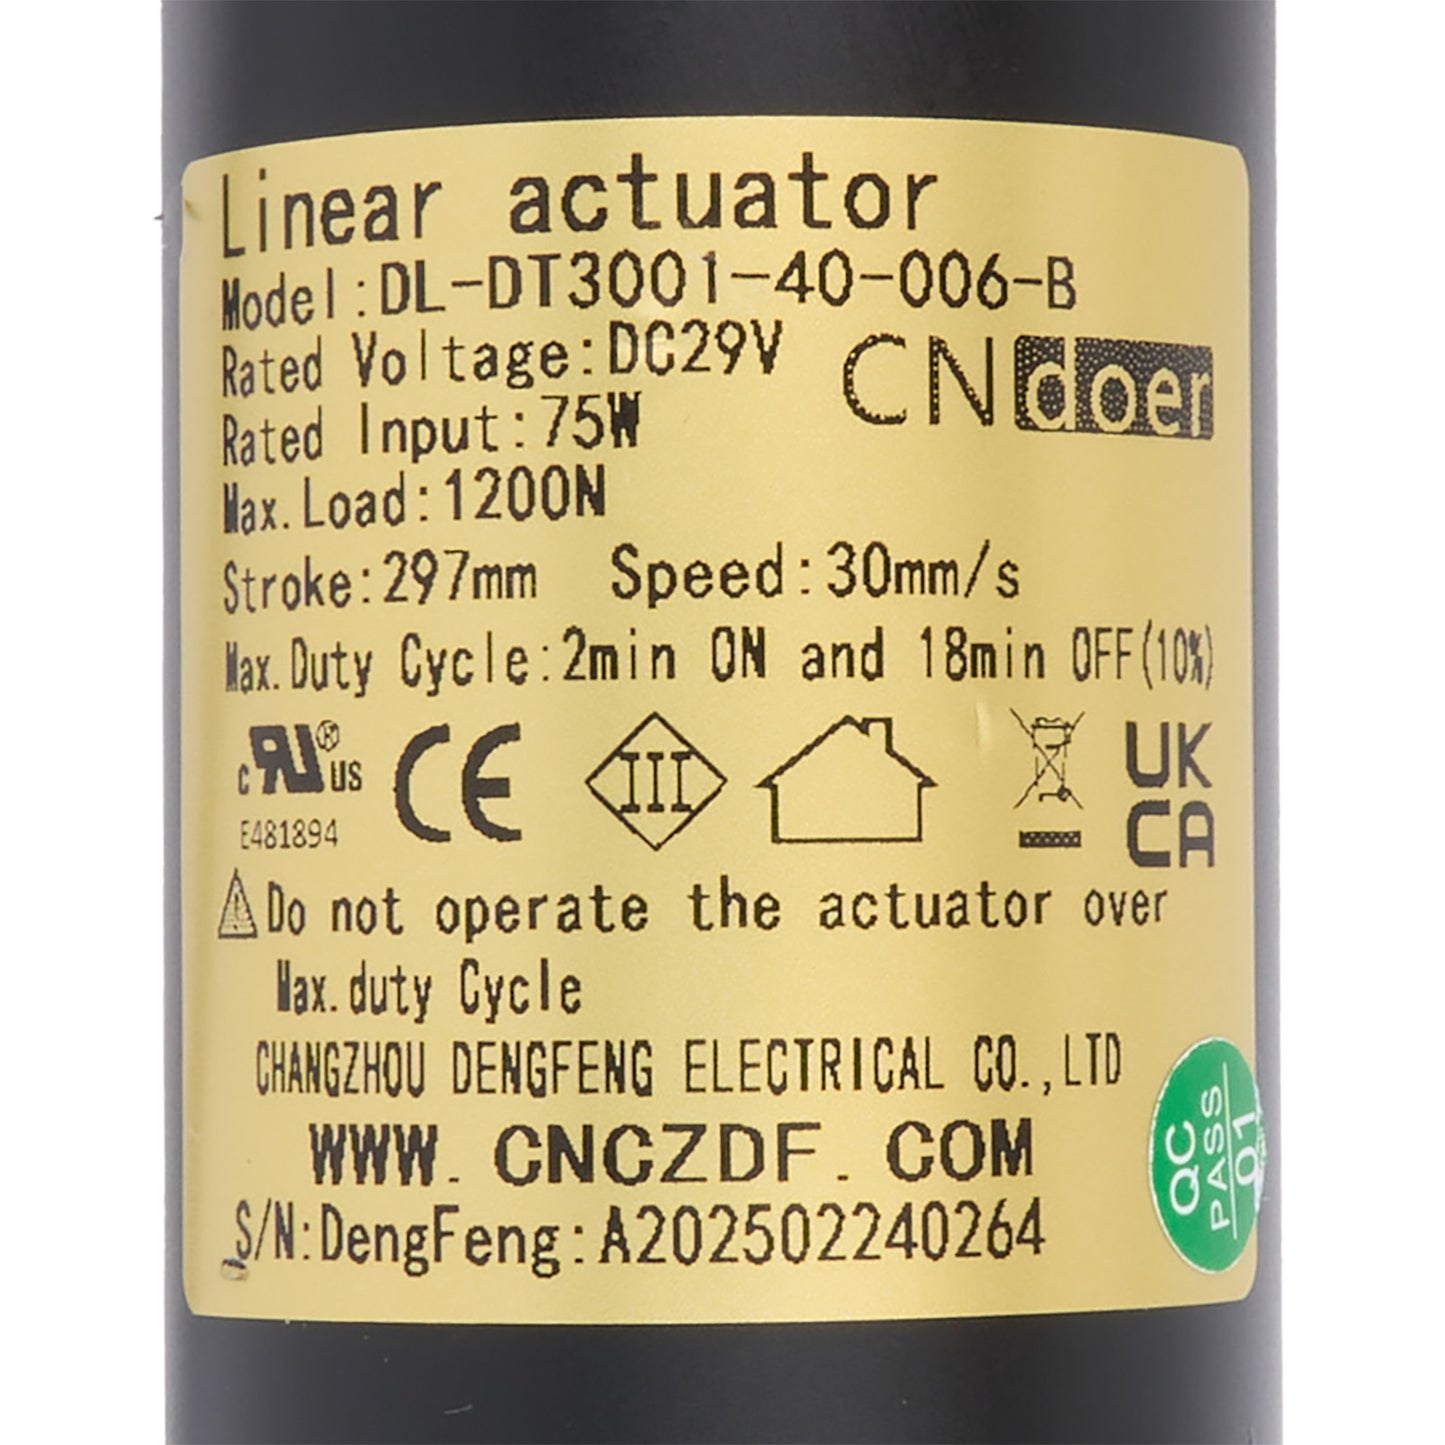 Linear actuator
Model:DL-DT3001-40-006-B
Rated Voltage:DC29V
CNdoer
Rated Input:75W
Max.Load:1200N
Stroke:297mm Speed:30mm/s
Max.Duty Cycle:2min ON and 18min OFF(10%)
c RU ® US
E481894
CE
III
UK
CA
Do not operate the actuator over
Max.duty Cycle
CHANGZHOU DENGFENG ELECTRICAL CO.,LTD
WWW.CNCZDF.COM
S/N:DengFeng:A202502240264
QC
PASS
01